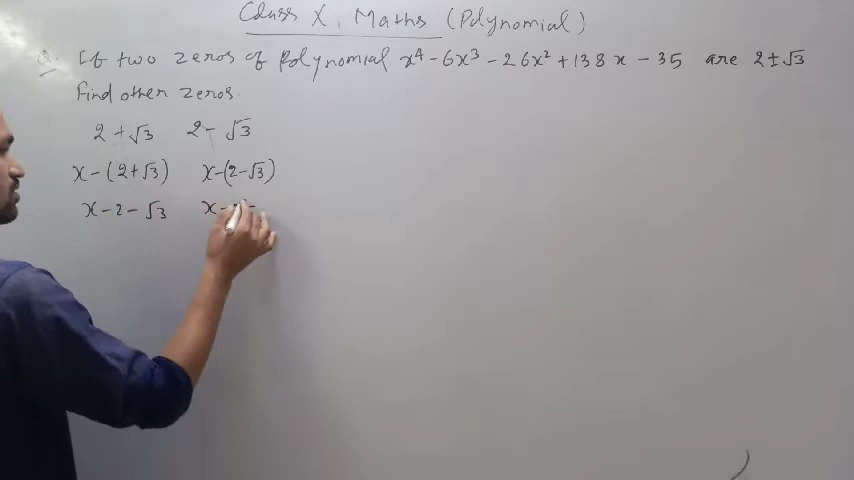 Class X, Maths (Polynomial)
Q. If two zeros of Polynomial x⁴ - 6x³ - 26x² + 138x - 35 are 2 ± √3
Find other zeros.
2 + √3 2 - √3
x - (2 + √3) x - (2 - √3)
x - 2 - √3 x -